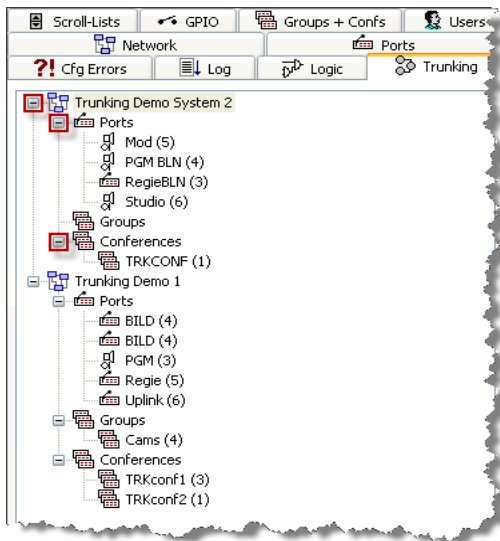 Scroll-Lists GPIO Groups + Confs Users
Network Ports
?! Cfg Errors Log Logic Trunking
Trunking Demo System 2
Ports
Mod (5)
PGM BLN (4)
RegieBLN (3)
Studio (6)
Groups
Conferences
TRKCONF (1)
Trunking Demo 1
Ports
BILD (4)
BILD (4)
PGM (3)
Regie (5)
Uplink (6)
Groups
Cams (4)
Conferences
TRKconf1 (3)
TRKconf2 (1)